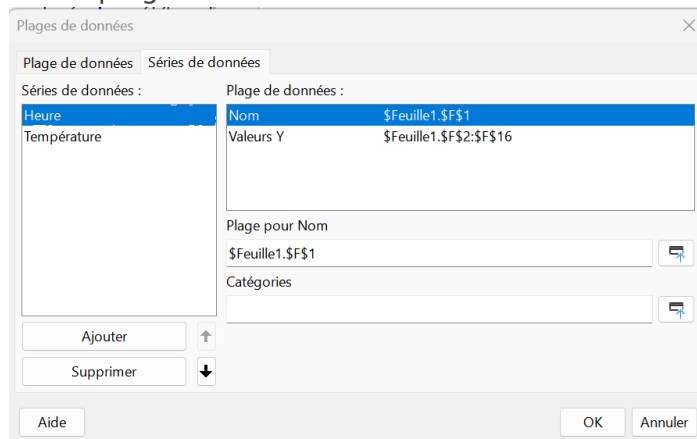 Plages de données
Plage de données Séries de données
Séries de données : Plage de données :
Heure Nom $Feuille1.$F$1
Température Valeurs Y $Feuille1.$F$2:$F$16
Plage pour Nom
$Feuille1.$F$1
Catégories
Ajouter
Supprimer
Aide OK Annuler